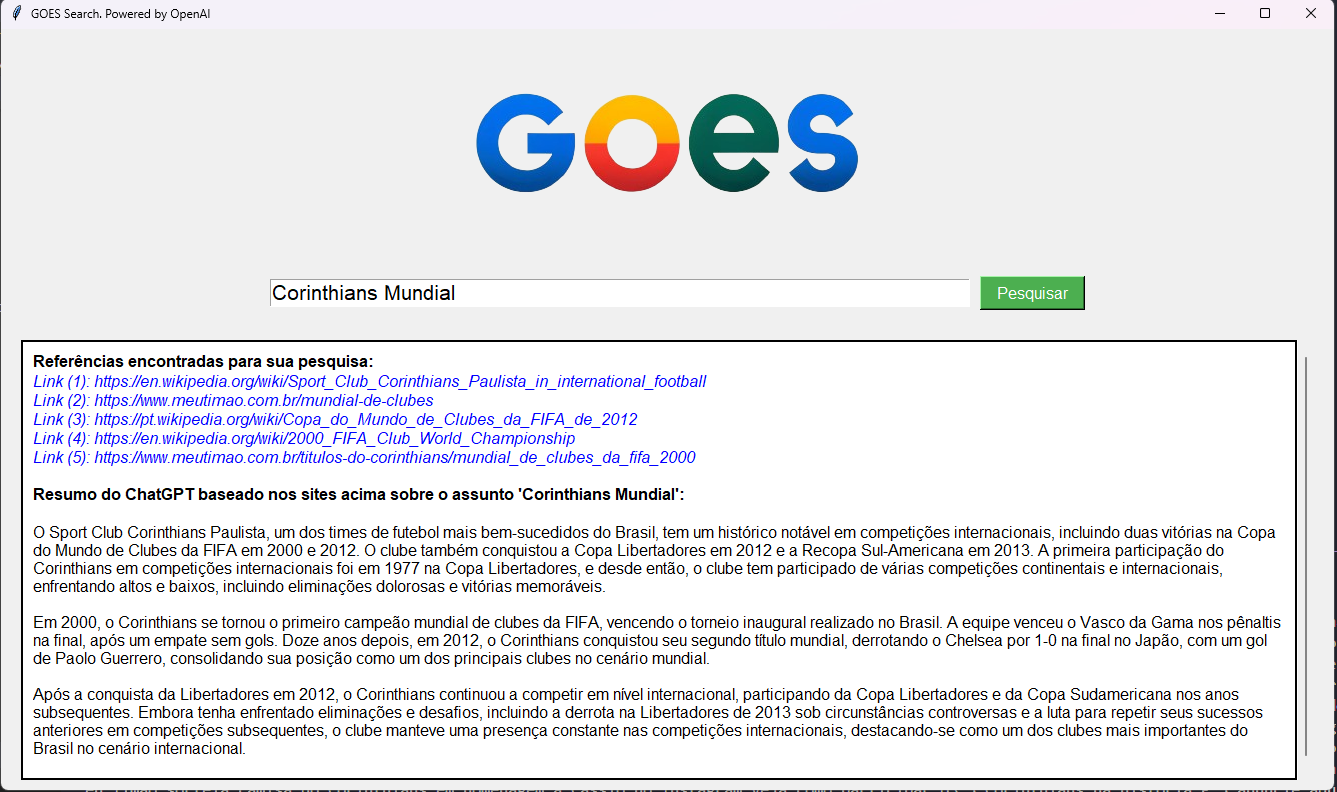 GOES Search. Powered by OpenAI
Goes
Corinthians Mundial
Pesquisar
Referências encontradas para sua pesquisa:
Link (1): https://en.wikipedia.org/wiki/Sport_Club_Corinthians_Paulista_in_international_football
Link (2): https://www.meutimao.com.br/mundial-de-clubes
Link (3): https://pt.wikipedia.org/wiki/Copa_do_Mundo_de_Clubes_da_FIFA_de_2012
Link (4): https://en.wikipedia.org/wiki/2000_FIFA_Club_World_Championship
Link (5): https://www.meutimao.com.br/titulos-do-corinthians/mundial_de_clubes_da_fifa_2000
Resumo do ChatGPT baseado nos sites acima sobre o assunto 'Corinthians Mundial':
O Sport Club Corinthians Paulista, um dos times de futebol mais bem-sucedidos do Brasil, tem um histórico notável em competições internacionais, incluindo duas vitórias na Copa
do Mundo de Clubes da FIFA em 2000 e 2012. O clube também conquistou a Copa Libertadores em 2012 e a Recopa Sul-Americana em 2013. A primeira participação do
Corinthians em competições internacionais foi em 1977 na Copa Libertadores, e desde então, o clube tem participado de várias competições continentais e internacionais,
enfrentando altos e baixos, incluindo eliminações dolorosas e vitórias memoráveis.
Em 2000, o Corinthians se tornou o primeiro campeão mundial de clubes da FIFA, vencendo o torneio inaugural realizado no Brasil. A equipe venceu o Vasco da Gama nos pênaltis
na final, após um empate sem gols. Doze anos depois, em 2012, o Corinthians conquistou seu segundo título mundial, derrotando o Chelsea por 1-0 na final no Japão, com um gol
de Paolo Guerrero, consolidando sua posição como um dos principais clubes no cenário mundial.
Após a conquista da Libertadores em 2012, o Corinthians continuou a competir em nível internacional, participando da Copa Libertadores e da Copa Sudamericana nos anos
subsequentes. Embora tenha enfrentado eliminações e desafios, incluindo a derrota na Libertadores de 2013 sob circunstâncias controversas e a luta para repetir seus sucessos
anteriores em competições subsequentes, o clube manteve uma presença constante nas competições internacionais, destacando-se como um dos clubes mais importantes do
Brasil no cenário internacional.